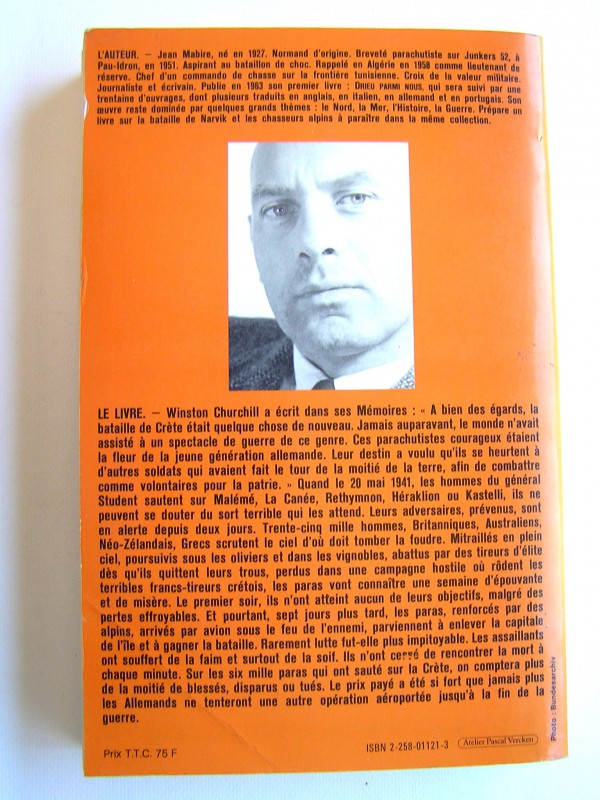 L'AUTEUR. — Jean Mabire, né en 1927. Normand d'origine. Breveté parachutiste sur Junkers 52, à
Pau-Idron, en 1951. Aspirant au bataillon de choc. Rappelé en Algérie en 1958 comme lieutenant de
réserve. Chef d'un commando de chasse sur la frontière tunisienne. Croix de la valeur militaire.
Journaliste et écrivain. Publie en 1963 son premier livre : DRIEU PARMI NOUS, qui sera suivi par une
trentaine d'ouvrages, dont plusieurs traduits en anglais, en italien, en allemand et en portugais. Son
œuvre reste dominée par quelques grands thèmes : le Nord, la Mer, l'Histoire, la Guerre. Prépare un
livre sur la bataille de Narvik et les chasseurs alpins à paraître dans la même collection.
LE LIVRE. — Winston Churchill a écrit dans ses Mémoires : « A bien des égards, la
bataille de Crète était quelque chose de nouveau. Jamais auparavant, le monde n'avait
assisté à un spectacle de guerre de ce genre. Ces parachutistes courageux étaient
la fleur de la jeune génération allemande. Leur destin a voulu qu'ils se heurtent à
d'autres soldats qui avaient fait le tour de la moitié de la terre, afin de combattre
comme volontaires pour la patrie. » Quand le 20 mai 1941, les hommes du général
Student sautent sur Malémé, La Canée, Rethymnon, Héraklion ou Kastelli, ils ne
peuvent se douter du sort terrible qui les attend. Leurs adversaires, prévenus, sont
en alerte depuis deux jours. Trente-cinq mille hommes, Britanniques, Australiens,
Néo-Zélandais, Grecs scrutent le ciel d'où doit tomber la foudre. Mitraillés en plein
ciel, poursuivis sous les oliviers et dans les vignobles, abattus par des tireurs d'élite
dès qu'ils quittent leurs trous, perdus dans une campagne hostile où rôdent les
terribles francs-tireurs crétois, les paras vont connaître une semaine d'épouvante
et de misère. Le premier soir, ils n'ont atteint aucun de leurs objectifs, malgré des
pertes effroyables. Et pourtant, sept jours plus tard, les paras, renforcés par des
alpins, arrivés par avion sous le feu de l'ennemi, parviennent à enlever la capitale
de l'île et à gagner la bataille. Rarement lutte fut-elle plus impitoyable. Les assaillants
ont souffert de la faim et surtout de la soif. Ils n'ont cessé de rencontrer la mort à
chaque minute. Sur les six mille paras qui ont sauté sur la Crète, on comptera plus
de la moitié de blessés, disparus ou tués. Le prix payé a été si fort que jamais plus
les Allemands ne tenteront une autre opération aéroportée jusqu'à la fin de la
guerre.
Photo : Bundesarchiv
Prix T.T.C. 75 F
ISBN 2-258-01121-3
Atelier Pascal Vercken